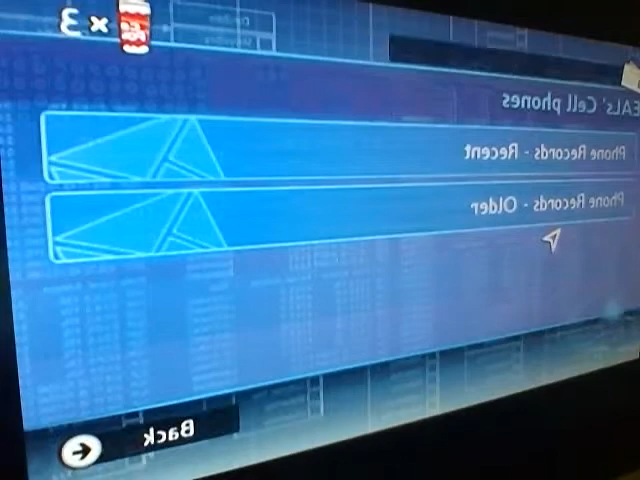 × 3
EALs' Cell phones
Phone Records - Recent
Phone Records - Older
Back